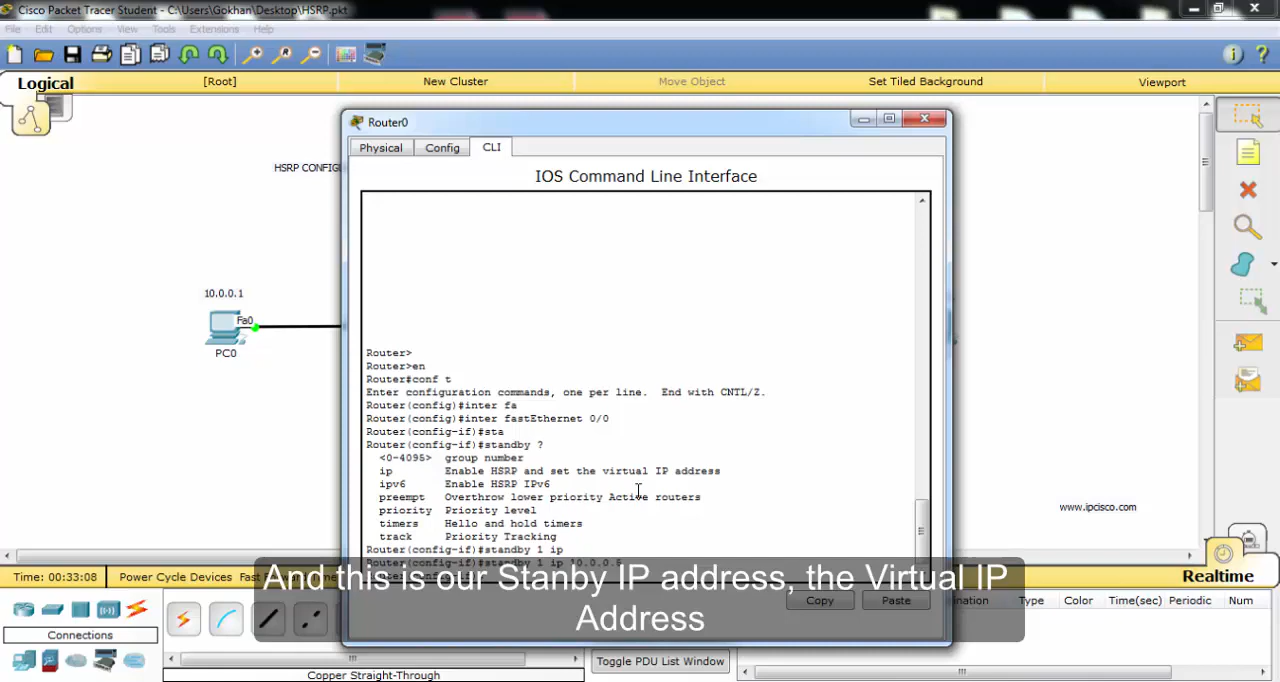 Cisco Packet Tracer Student - C:\Users\Gokhan\Desktop\HSRP.pkt
File Edit Options View Tools Extensions Help
Logical [Root] New Cluster Move Object Set Tiled Background Viewport
Router0
Physical Config CLI
IOS Command Line Interface
HSRP
10.0.0.1
Fa0
PC0
Router>
Router>en
Router#conf t
Enter configuration commands, one per line. End with CNTL/Z.
Router(config)#inter fa
Router(config)#inter fastEthernet 0/0
Router(config-if)#sta
Router(config-if)#standby ?
<0-4095> group number
ip Enable HSRP and set the virtual IP address
ipv6 Enable HSRP IPv6
preempt Overthrow lower priority Active routers
priority Priority level
timers Hello and hold timers
track Priority Tracking
Router(config-if)#standby 1 ip
Router(config-if)#standby 1 ip
www.ipcisco.com
And this is our Stanby IP address, the Virtual IP
Address
Copy Paste
Time: 00:33:08 Power Cycle Devices Realtime
Type Color Time(sec) Periodic Num
Connections
Copper Straight-Through
Toggle PDU List Window